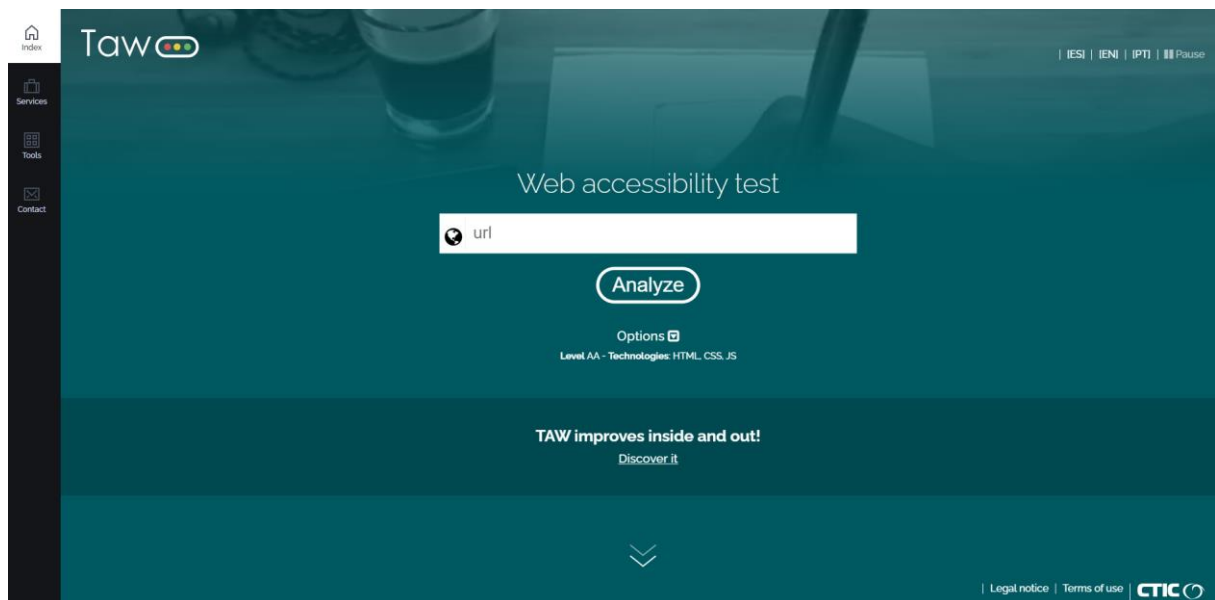 Index
Services
Tools
Contact
Taw
| [ES] | [EN] | [PT] | Pause
Web accessibility test
url
Analyze
Options
Level AA - Technologies: HTML, CSS, JS
TAW improves inside and out!
Discover it
| Legal notice | Terms of use | CTIC